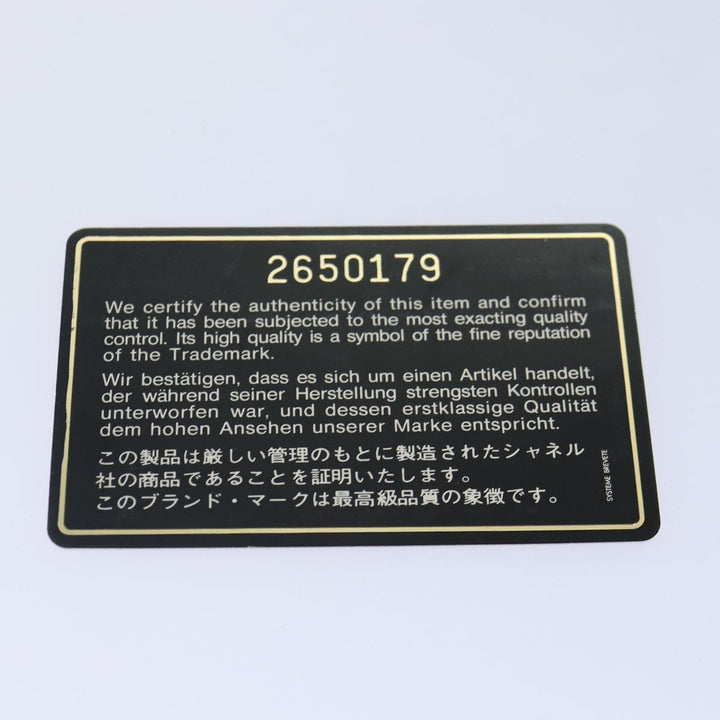 2650179
We certify the authenticity of this item and confirm
that it has been subjected to the most exacting quality
control. Its high quality is a symbol of the fine reputation
of the Trademark.
Wir bestätigen, dass es sich um einen Artikel handelt,
der während seiner Herstellung strengsten Kontrollen
unterworfen war, und dessen erstklassige Qualität
dem hohen Ansehen unserer Marke entspricht.
この製品は厳しい管理のもとに製造されたシャネル
社の商品であることを証明いたします。
このブランド・マークは最高級品質の象徴です。
SYSTEME BREVETE